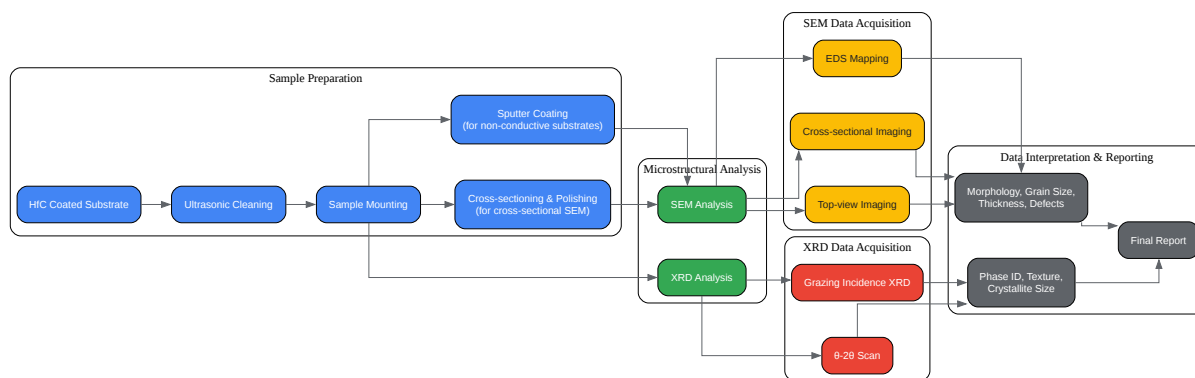 Sample Preparation
HfC Coated Substrate
Ultrasonic Cleaning
Sample Mounting
Sputter Coating
(for non-conductive substrates)
Cross-sectioning & Polishing
(for cross-sectional SEM)
Microstructural Analysis
SEM Analysis
XRD Analysis
SEM Data Acquisition
EDS Mapping
Cross-sectional Imaging
Top-view Imaging
XRD Data Acquisition
Grazing Incidence XRD
θ-2θ Scan
Data Interpretation & Reporting
Morphology, Grain Size,
Thickness, Defects
Phase ID, Texture,
Crystallite Size
Final Report